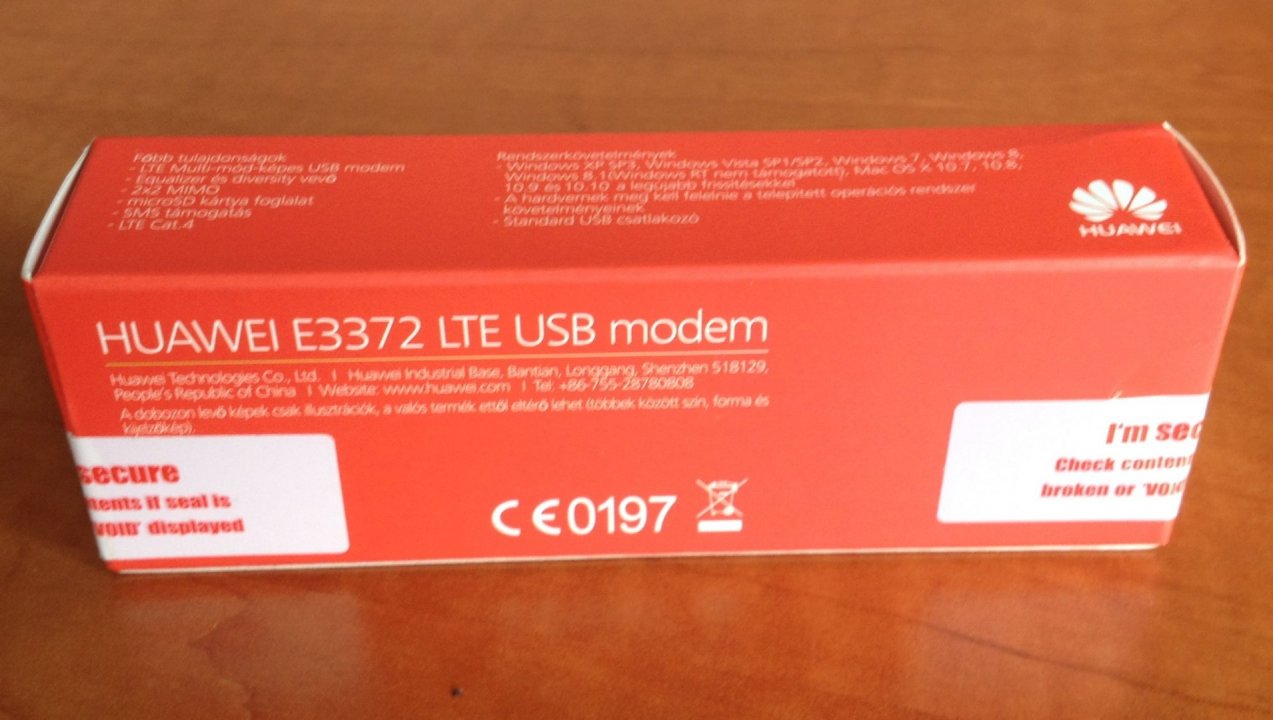 Főbb tulajdonságok
- LTE Multi-mód-képes USB modem
- Equalizer és diversity vevő
- 2x2 MIMO
- microSD kártya foglalat
- SMS támogatás
- LTE Cat.4
Rendszerkövetelmények
- Windows XP SP3, Windows Vista SP1/SP2, Windows 7, Windows 8,
Windows 8.1(Windows RT nem támogatott), Mac OS X 10.7, 10.8,
10.9 és 10.10 a legújabb frissítésekkel
- A hardvernek meg kell felelnie a telepített operációs rendszer
követelményeinek
- Standard USB csatlakozó
HUAWEI
HUAWEI E3372 LTE USB modem
Huawei Technologies Co., Ltd. I Huawei Industrial Base, Bantian, Longgang, Shenzhen 518129,
People's Republic of China I Website: www.huawei.com I Tel: +86-755-28780808
A dobozon levő képek csak illusztrációk, a valós termék ettől eltérő lehet (többek között szín, forma és
kijelzőkép).
secure
ents if seal is
VOID' displayed
CE0197
I'm sec
Check conten
broken or 'VOI